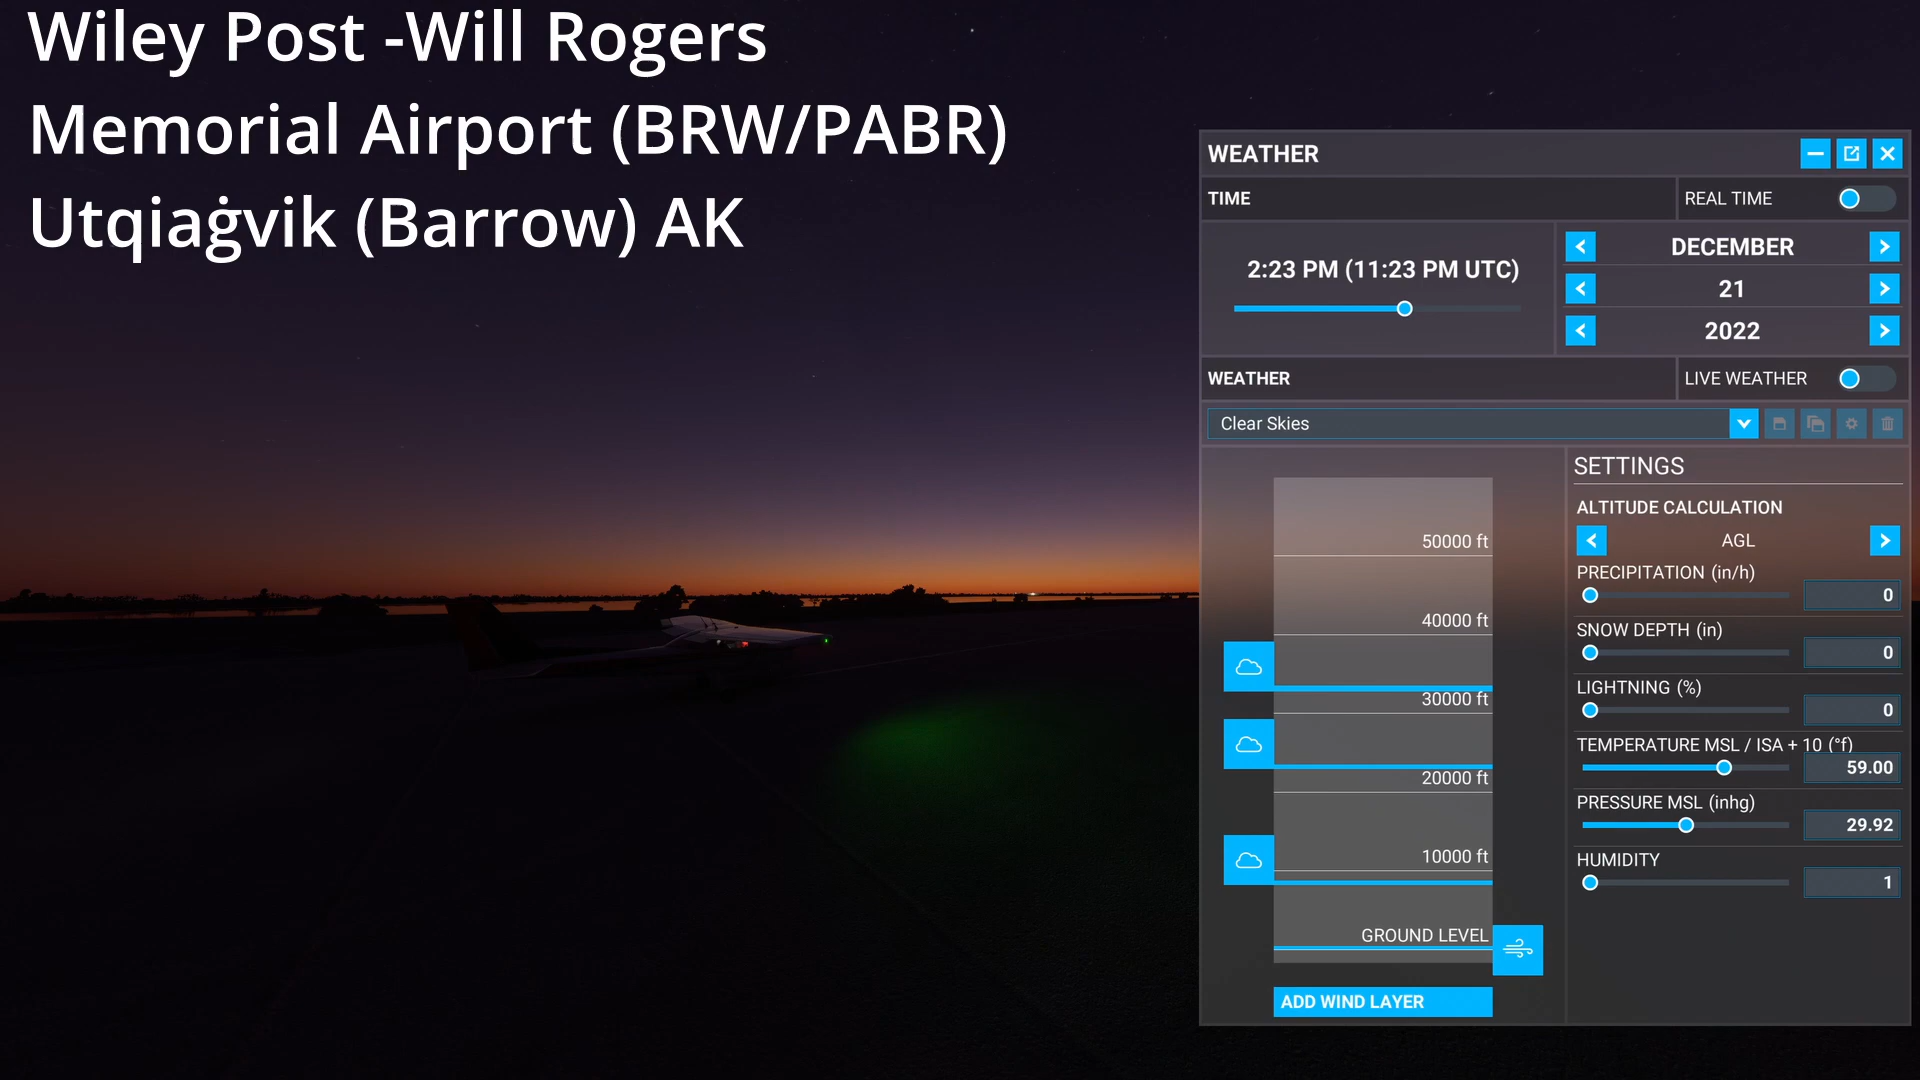 Wiley Post -Will Rogers
Memorial Airport (BRW/PABR)
Utqiaġvik (Barrow) AK
WEATHER
TIME
REAL TIME
2:23 PM (11:23 PM UTC)
DECEMBER
21
2022
WEATHER
LIVE WEATHER
Clear Skies
SETTINGS
ALTITUDE CALCULATION
AGL
PRECIPITATION (in/h)
0
SNOW DEPTH (in)
0
LIGHTNING (%)
0
TEMPERATURE MSL / ISA + 10 (°f)
59.00
PRESSURE MSL (inhg)
29.92
HUMIDITY
1
50000 ft
40000 ft
30000 ft
20000 ft
10000 ft
GROUND LEVEL
ADD WIND LAYER